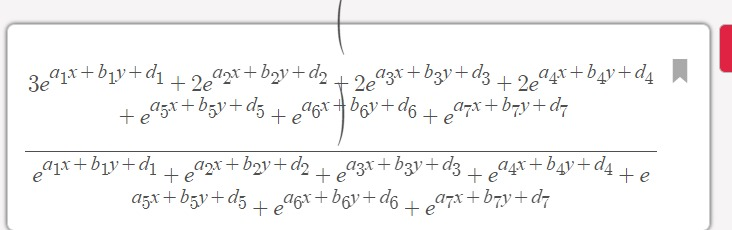 3e^{a_1x+b_1y+d_1} + 2e^{a_2x+b_2y+d_2} + 2e^{a_3x+b_3y+d_3} + 2e^{a_4x+b_4y+d_4}
+ e^{a_5x+b_5y+d_5} + e^{a_6x+b_6y+d_6} + e^{a_7x+b_7y+d_7}
e^{a_1x+b_1y+d_1} + e^{a_2x+b_2y+d_2} + e^{a_3x+b_3y+d_3} + e^{a_4x+b_4y+d_4} + e
^{a_5x+b_5y+d_5} + e^{a_6x+b_6y+d_6} + e^{a_7x+b_7y+d_7}